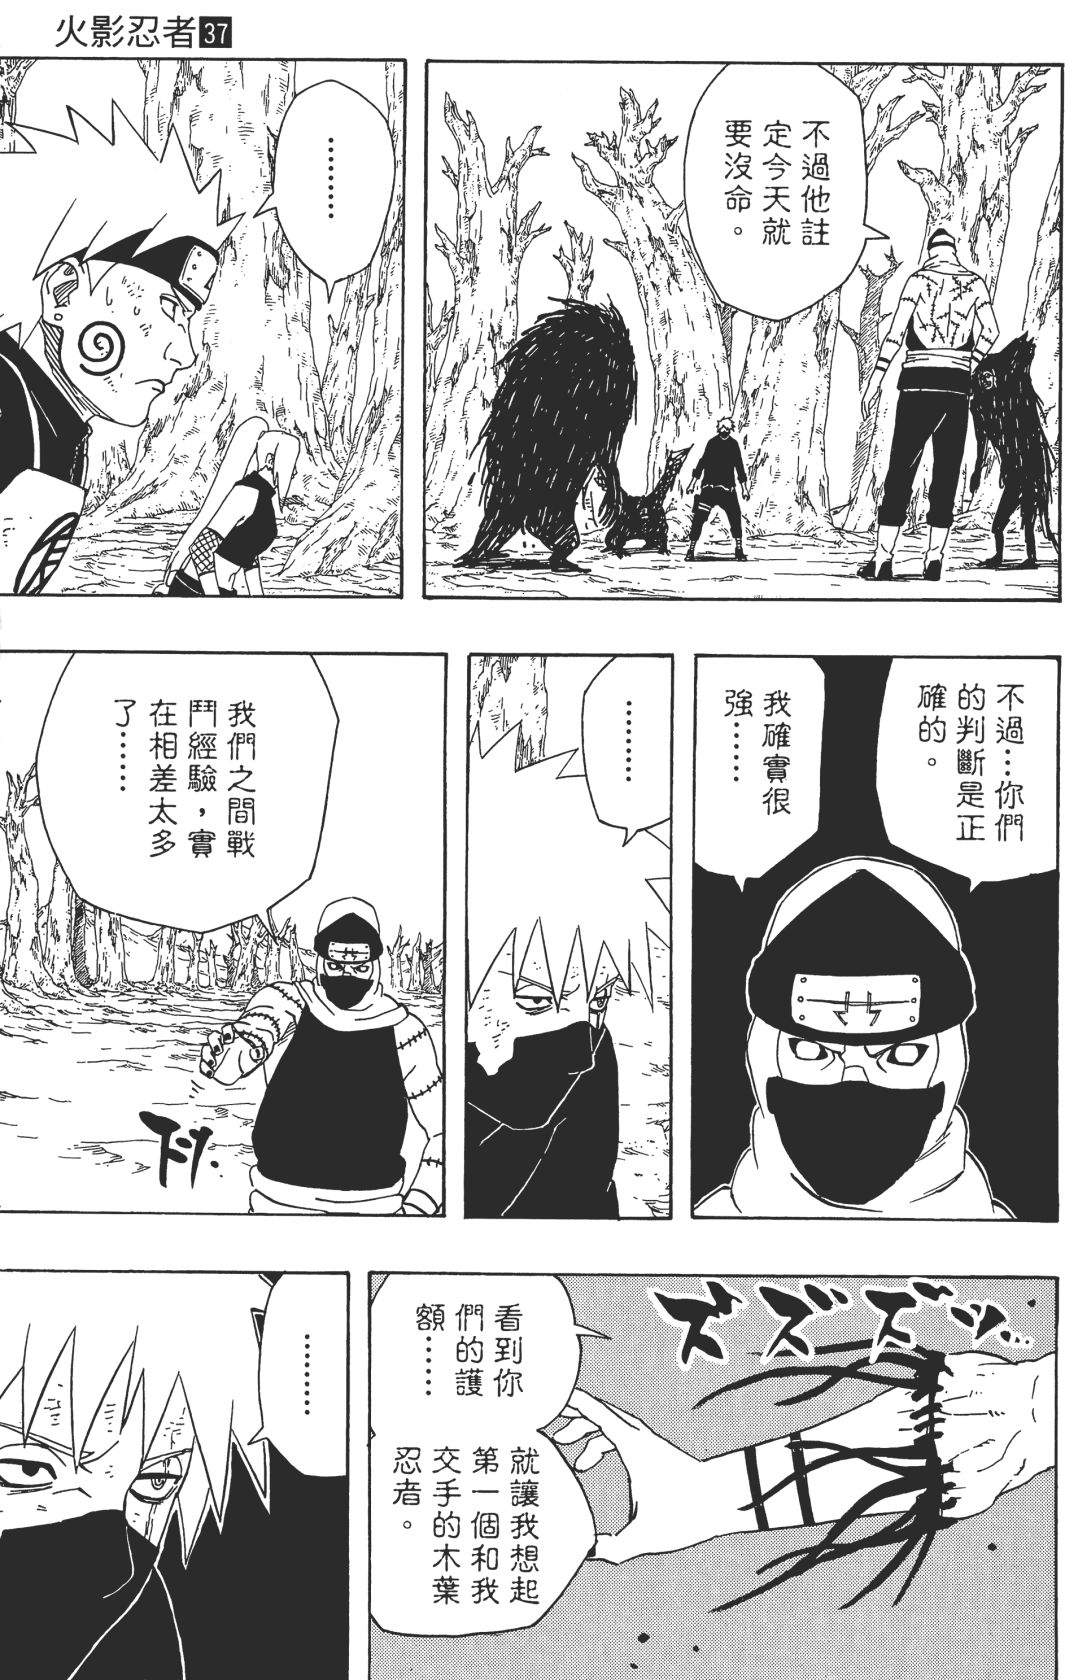 火影忍者37
不過他註
定今天就
要沒命。
⋯⋯⋯
不過⋯你們
的判斷是正
確的。
我確實很
強⋯⋯
⋯⋯⋯
我們之間戰
鬥經驗，實
在相差太多
了⋯⋯
ズズズッ⋯
看到你
們的護
額⋯⋯
就讓我想起
第一個和我
交手的木葉
忍者。
⋯⋯⋯